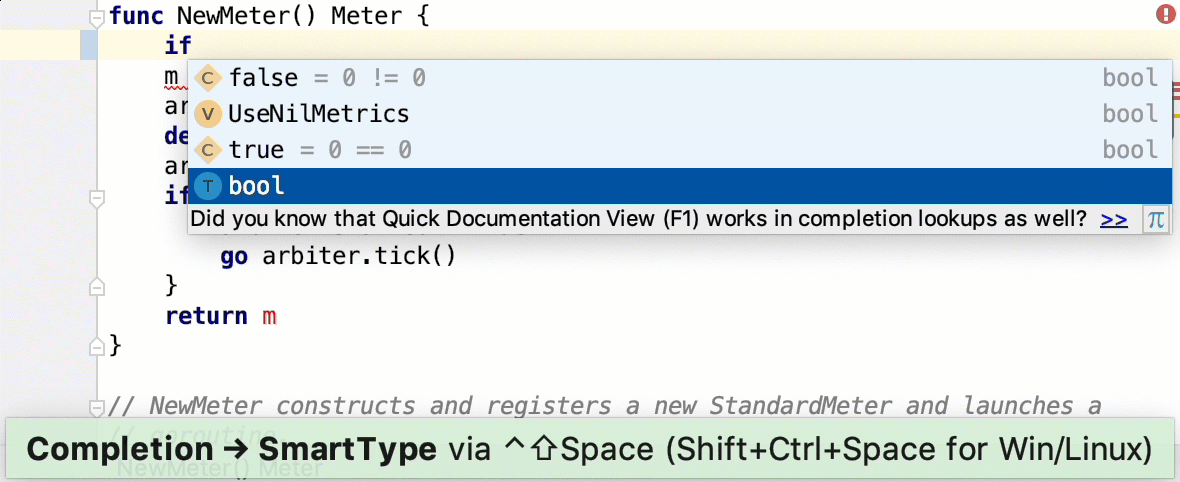 func NewMeter() Meter {
if
m
C false = 0 != 0 bool
ar
V UseNilMetrics bool
de
C true = 0 == 0 bool
ar
if
T bool
Did you know that Quick Documentation View (F1) works in completion lookups as well? >> π
go arbiter.tick()
}
return m
}
// NewMeter constructs and registers a new StandardMeter and launches a
// goroutine
Completion → SmartType via ⌃⇧Space (Shift+Ctrl+Space for Win/Linux)
NewMeter() Meter